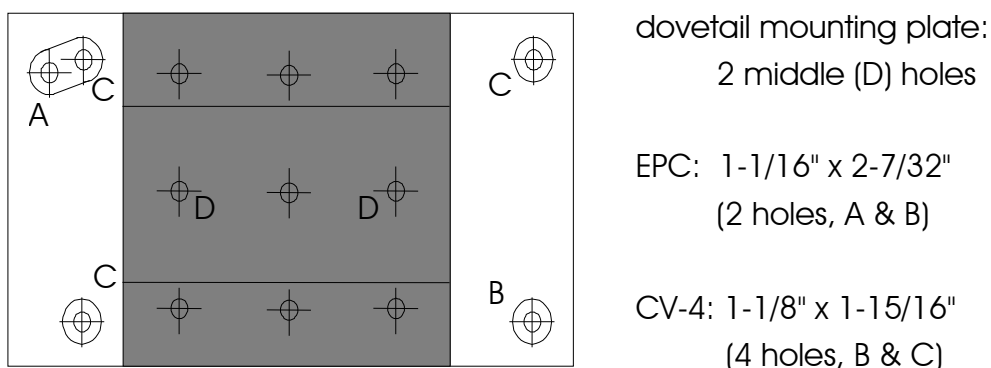 C
A
C
D
D
C
B
dovetail mounting plate:
2 middle (D) holes
EPC: 1-1/16" x 2-7/32"
(2 holes, A & B)
CV-4: 1-1/8" x 1-15/16"
(4 holes, B & C)